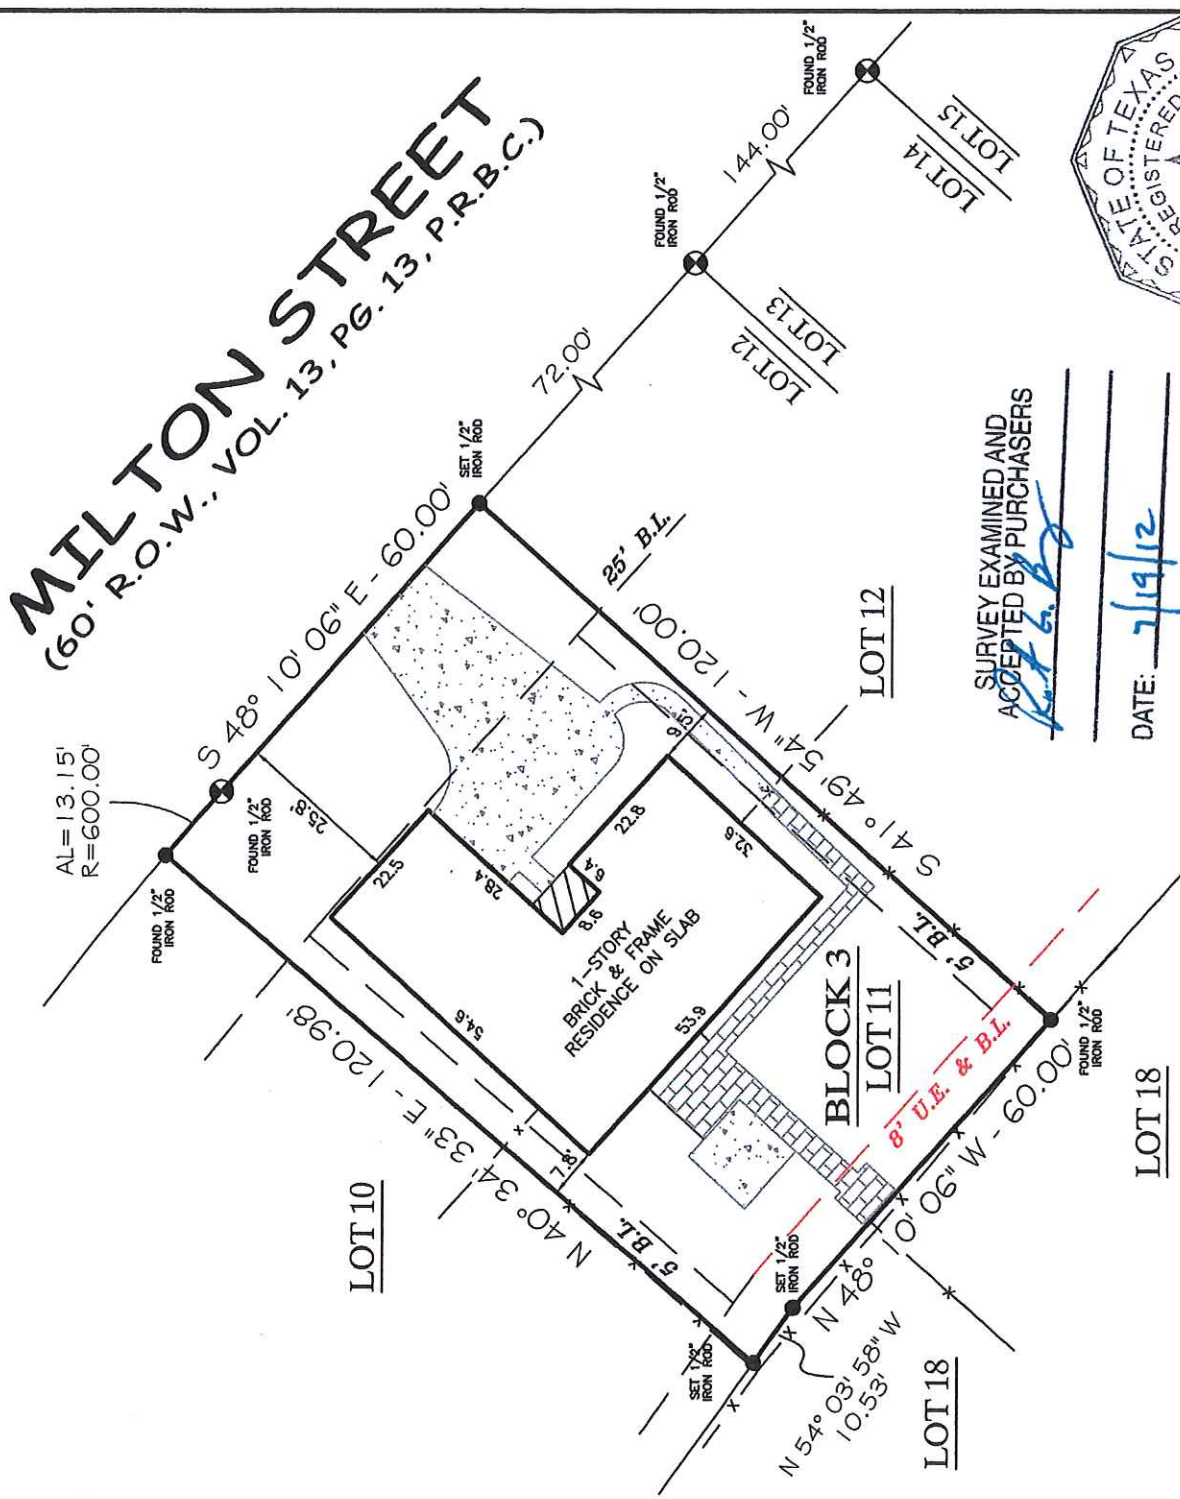 MILTON STREET
(60' R.O.W., VOL. 13, PG. 13, P.R.B.C.)
AL=13.15'
R=600.00'
FOUND 1/2"
IRON ROD
FOUND 1/2"
IRON ROD
S 48° 10' 06" E - 60.00'
SET 1/2"
IRON ROD
72.00'
FOUND 1/2"
IRON ROD
144.00'
FOUND 1/2"
IRON ROD
LOT 12
LOT 13
LOT 14
LOT 15
25.8'
22.5
28.4
8.6
6.4
22.8
9.5'
32.6
54.6
53.9
7.8'
1-STORY
BRICK & FRAME
RESIDENCE ON SLAB
25' B.L.
S 41° 49' 54" W - 120.00'
LOT 12
N 40° 34' 33" E - 120.98'
LOT 10
5' B.L.
5' B.L.
BLOCK 3
LOT 11
8' U.E. & B.L.
N 48° 10' 06" W - 60.00'
FOUND 1/2"
IRON ROD
SET 1/2"
IRON ROD
SET 1/2"
IRON ROD
N 54° 03' 58" W
10.53'
LOT 18
LOT 18
SURVEY EXAMINED AND
ACCEPTED BY PURCHASERS
DATE: 7/19/12
STATE OF TEXAS
REGISTERED